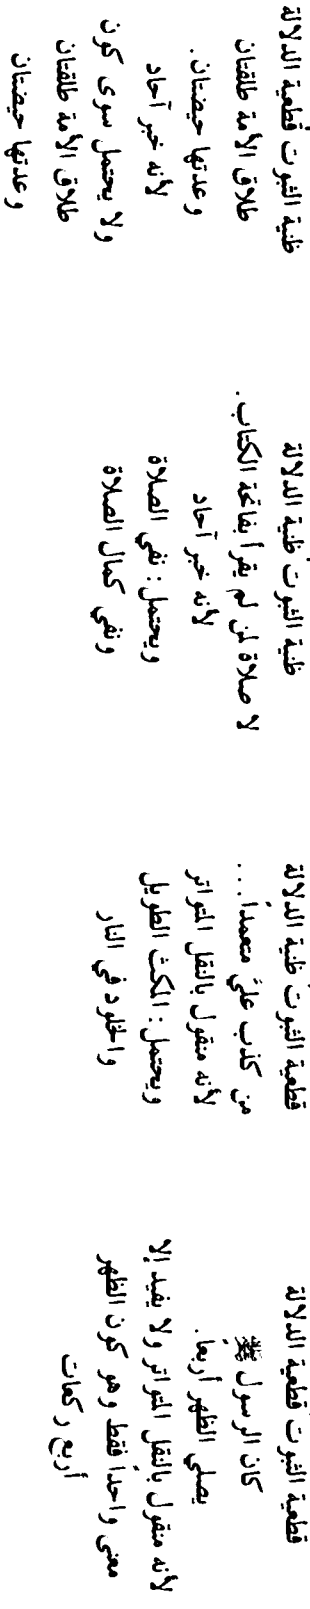 قطعية الثبوت قطعية الدلالة
كان الرسول ﷺ
يصلي الظهر أربعاً.
لأنه منقول بالنقل المتواتر ولا يفيد إلا
معنى واحداً فقط وهو كون الظهر
أربع ركعات
قطعية الثبوت ظنية الدلالة
من كذب عليّ متعمداً...
لأنه منقول بالنقل المتواتر
ويحتمل: المكث الطويل
والخلود في النار
ظنية الثبوت ظنية الدلالة
لا صلاة لمن لم يقرأ بفاتحة الكتاب.
لأنه خبر آحاد
ويحتمل: نفي الصلاة
ونفي كمال الصلاة
ظنية الثبوت قطعية الدلالة
طلاق الأمة طلقتان
وعدتها حيضتان.
لأنه خبر آحاد
ولا يحتمل سوى كون
طلاق الأمة طلقتان
وعدتها حيضتان